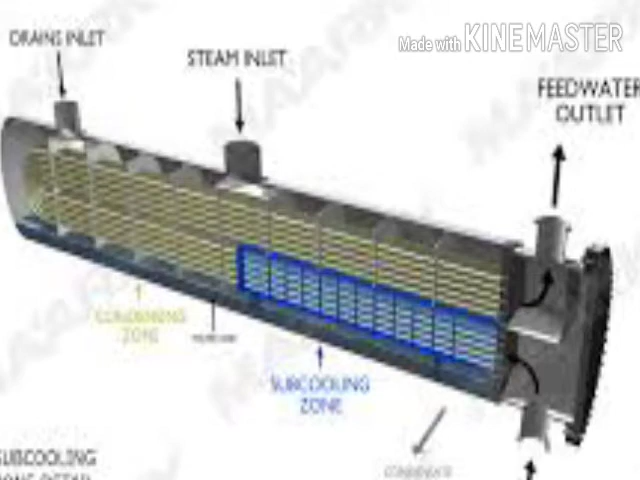 Made with KINEMASTER
DRAINS INLET
STEAM INLET
FEEDWATER
OUTLET
CONDENSING
ZONE
SUBCOOLING
ZONE
SUBCOOLING